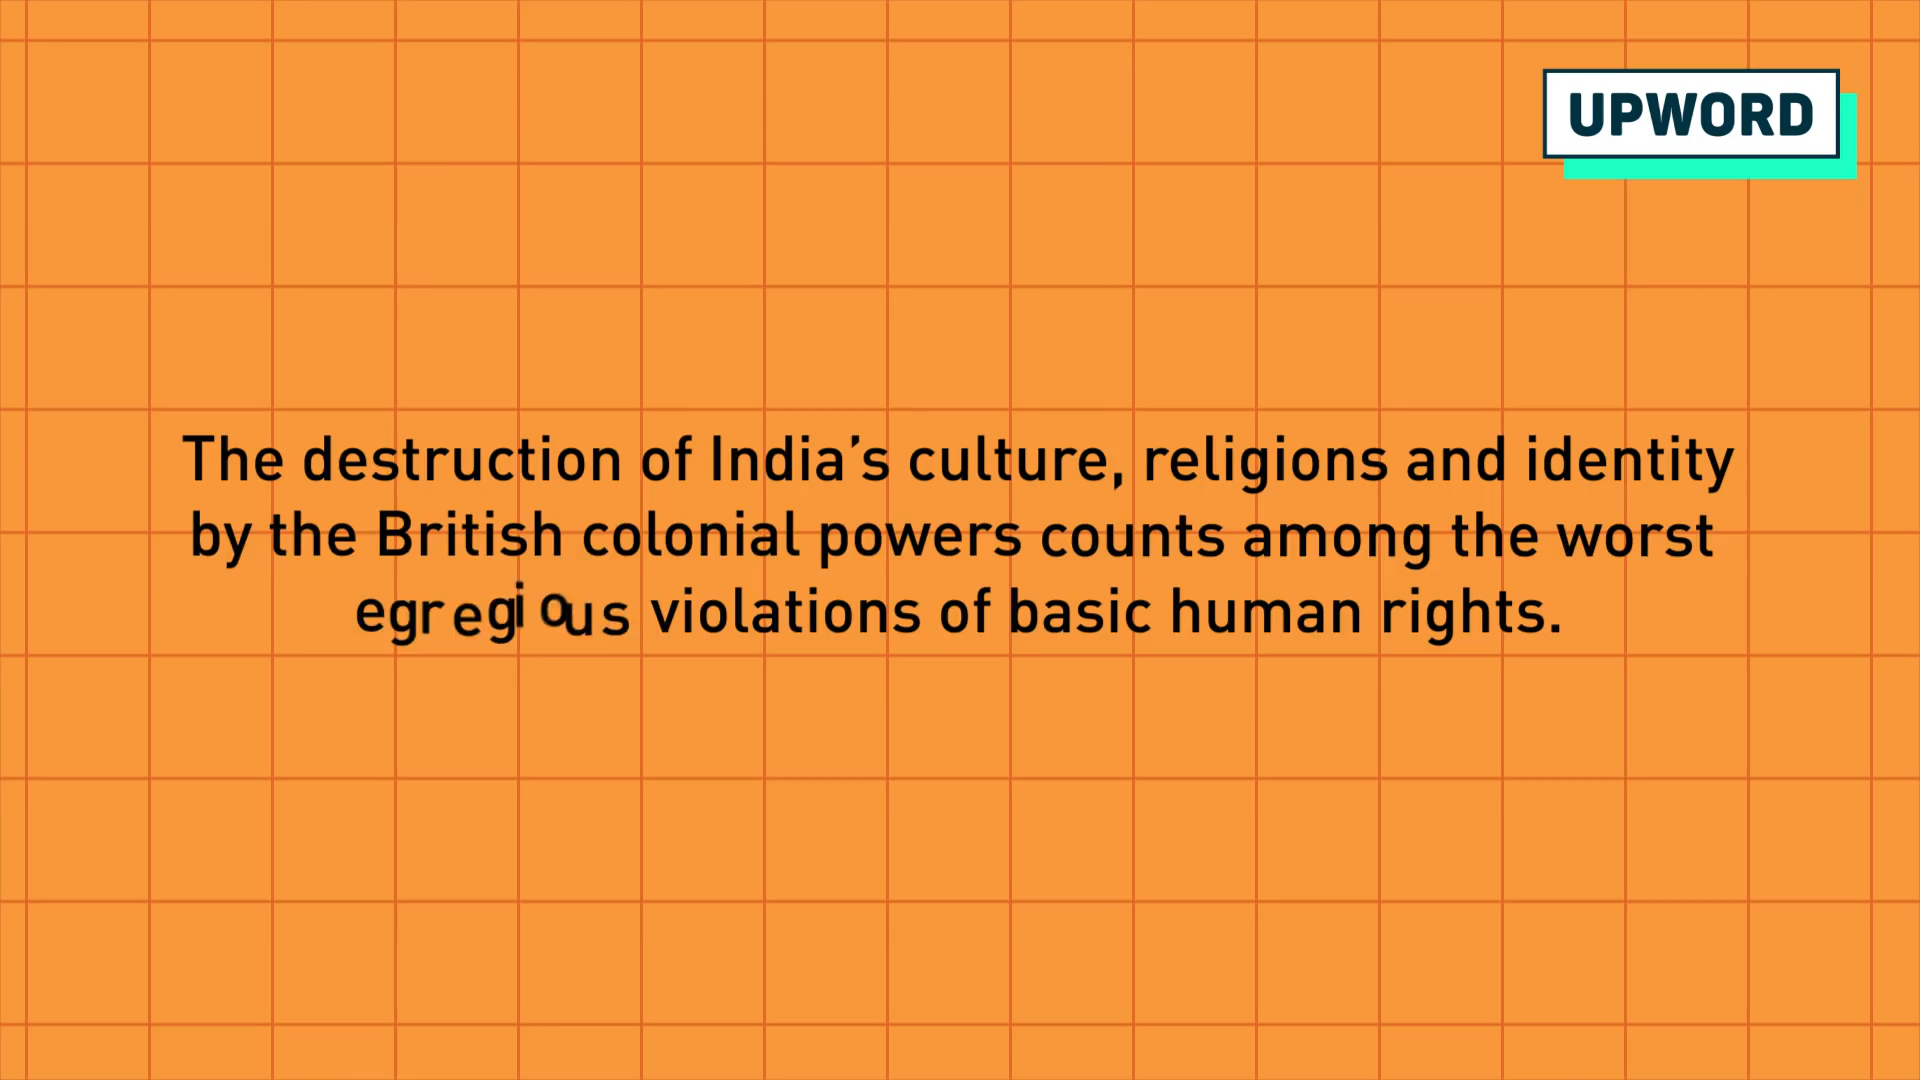 UPWORD
The destruction of India’s culture, religions and identity
by the British colonial powers counts among the worst
egregious violations of basic human rights.